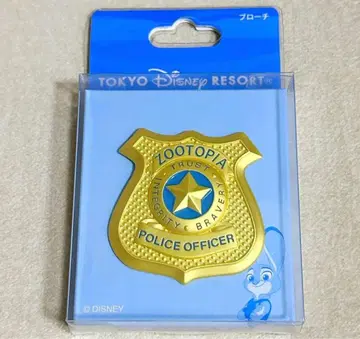 ブローチ
TOKYO Disney RESORT®
ZOOTOPIA
TRUST
INTEGRITY & BRAVERY
POLICE OFFICER
© DISNEY